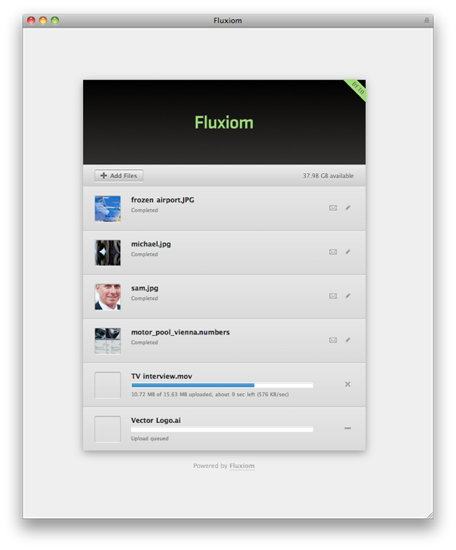 Fluxiom
BETA
Fluxiom
Add Files
37.98 GB available
frozen airport.JPG
Completed
michael.jpg
Completed
sam.jpg
Completed
motor_pool_vienna.numbers
Completed
TV interview.mov
10.72 MB of 15.63 MB uploaded, about 9 sec left (576 KB/sec)
Vector Logo.ai
Upload queued
Powered by Fluxiom